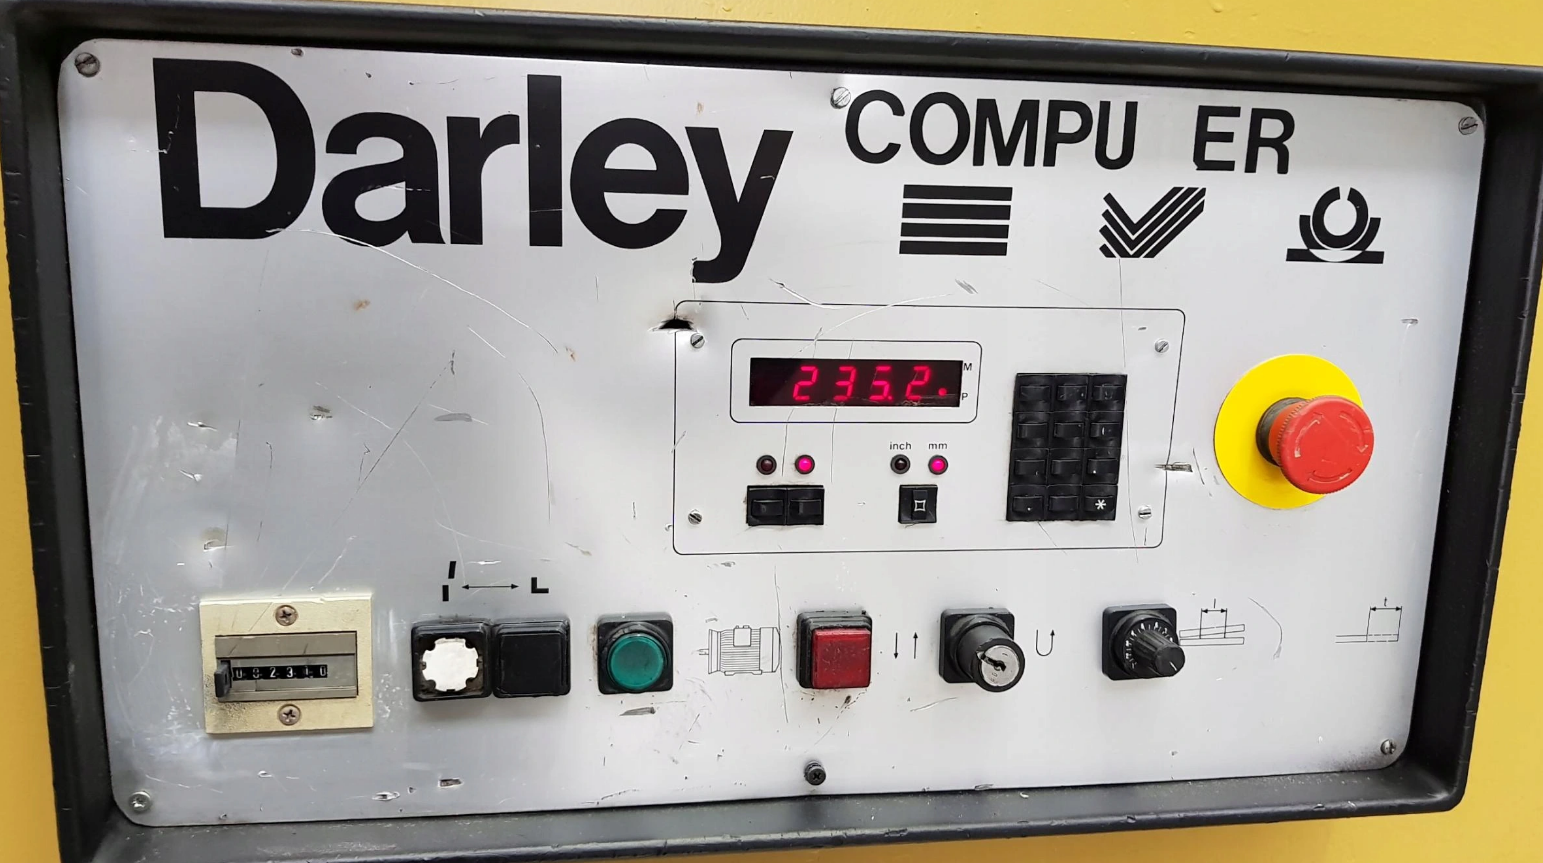 Darley
COMPU ER
235.2.
M
P
inch mm
*
l
t